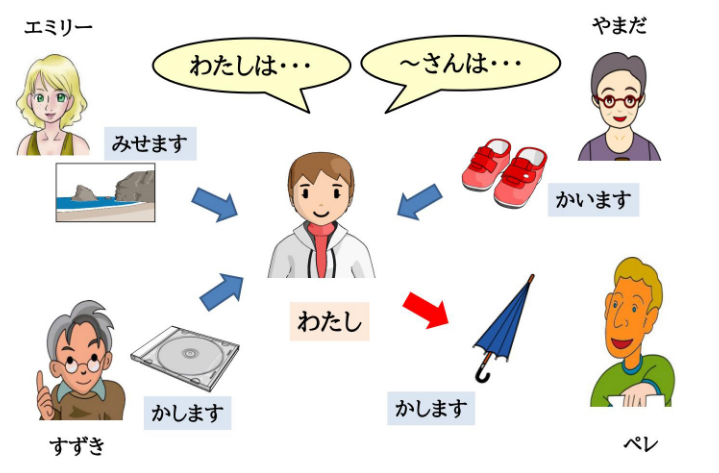 エミリー
わたしは・・・
～さんは・・・
やまだ
みせます
かいます
わたし
かします
かします
すずき
ペレ